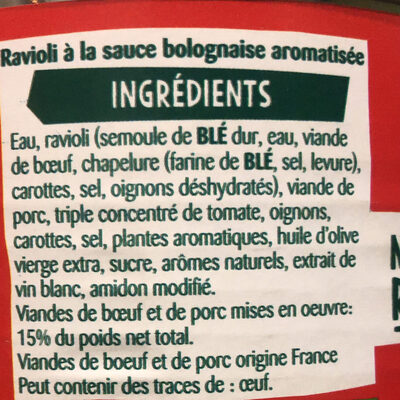 Ravioli à la sauce bolognaise aromatisée
INGRÉDIENTS
Eau, ravioli (semoule de BLÉ dur, eau, viande
de bœuf, chapelure (farine de BLÉ, sel, levure),
carottes, sel, oignons déshydratés), viande de
porc, triple concentré de tomate, oignons,
carottes, sel, plantes aromatiques, huile d'olive
vierge extra, sucre, arômes naturels, extrait de
vin blanc, amidon modifié.
Viandes de bœuf et de porc mises en oeuvre:
15% du poids net total.
Viandes de bœuf et de porc origine France
Peut contenir des traces de : œuf.